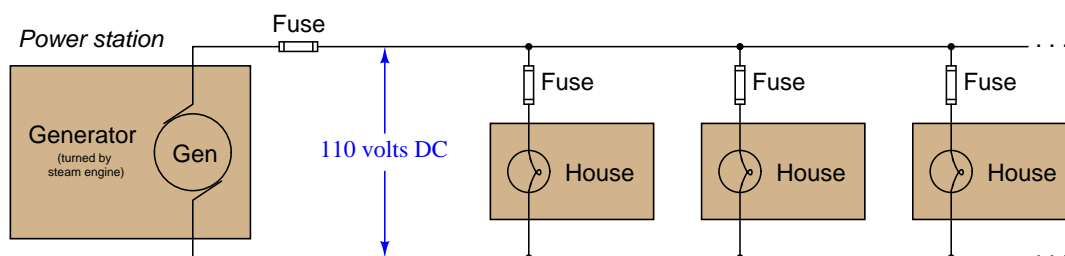 Power station
Fuse
Generator
(turned by
steam engine)
Gen
110 volts DC
Fuse
House
Fuse
House
Fuse
House
. . .
. . .